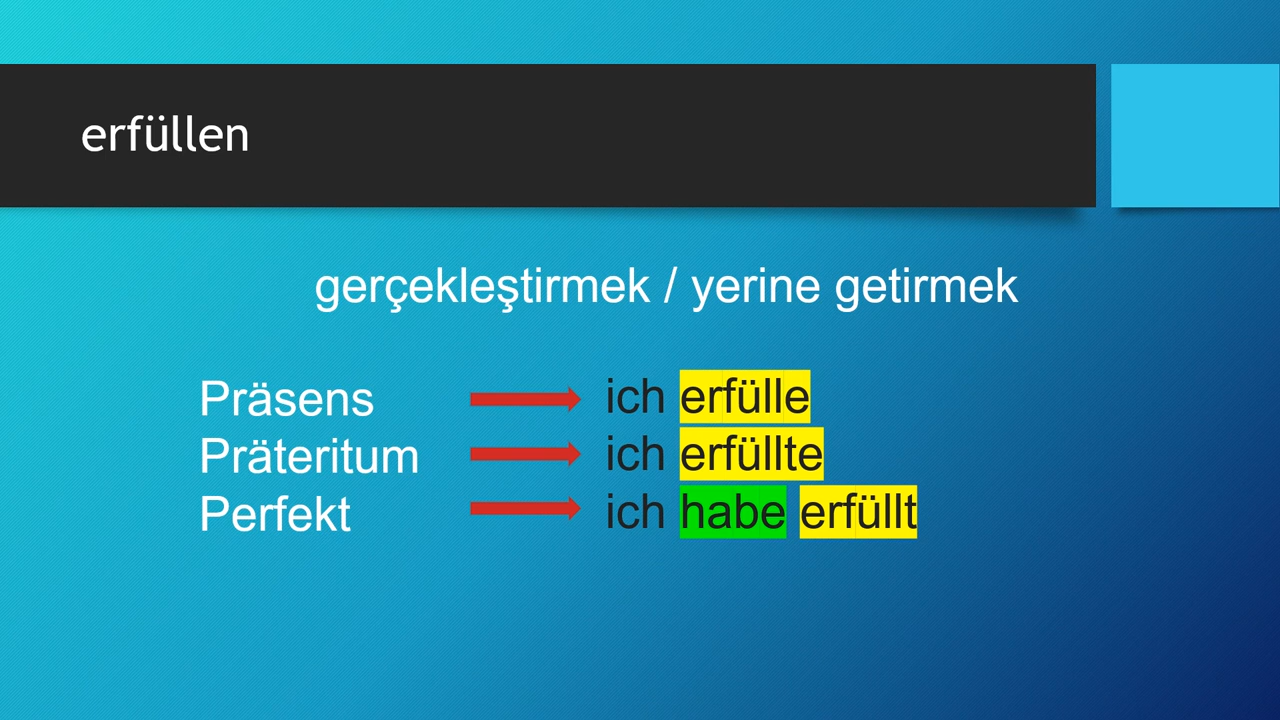 erfüllen
gerçekleştirmek / yerine getirmek
Präsens ich erfülle
Präteritum ich erfüllte
Perfekt ich habe erfüllt